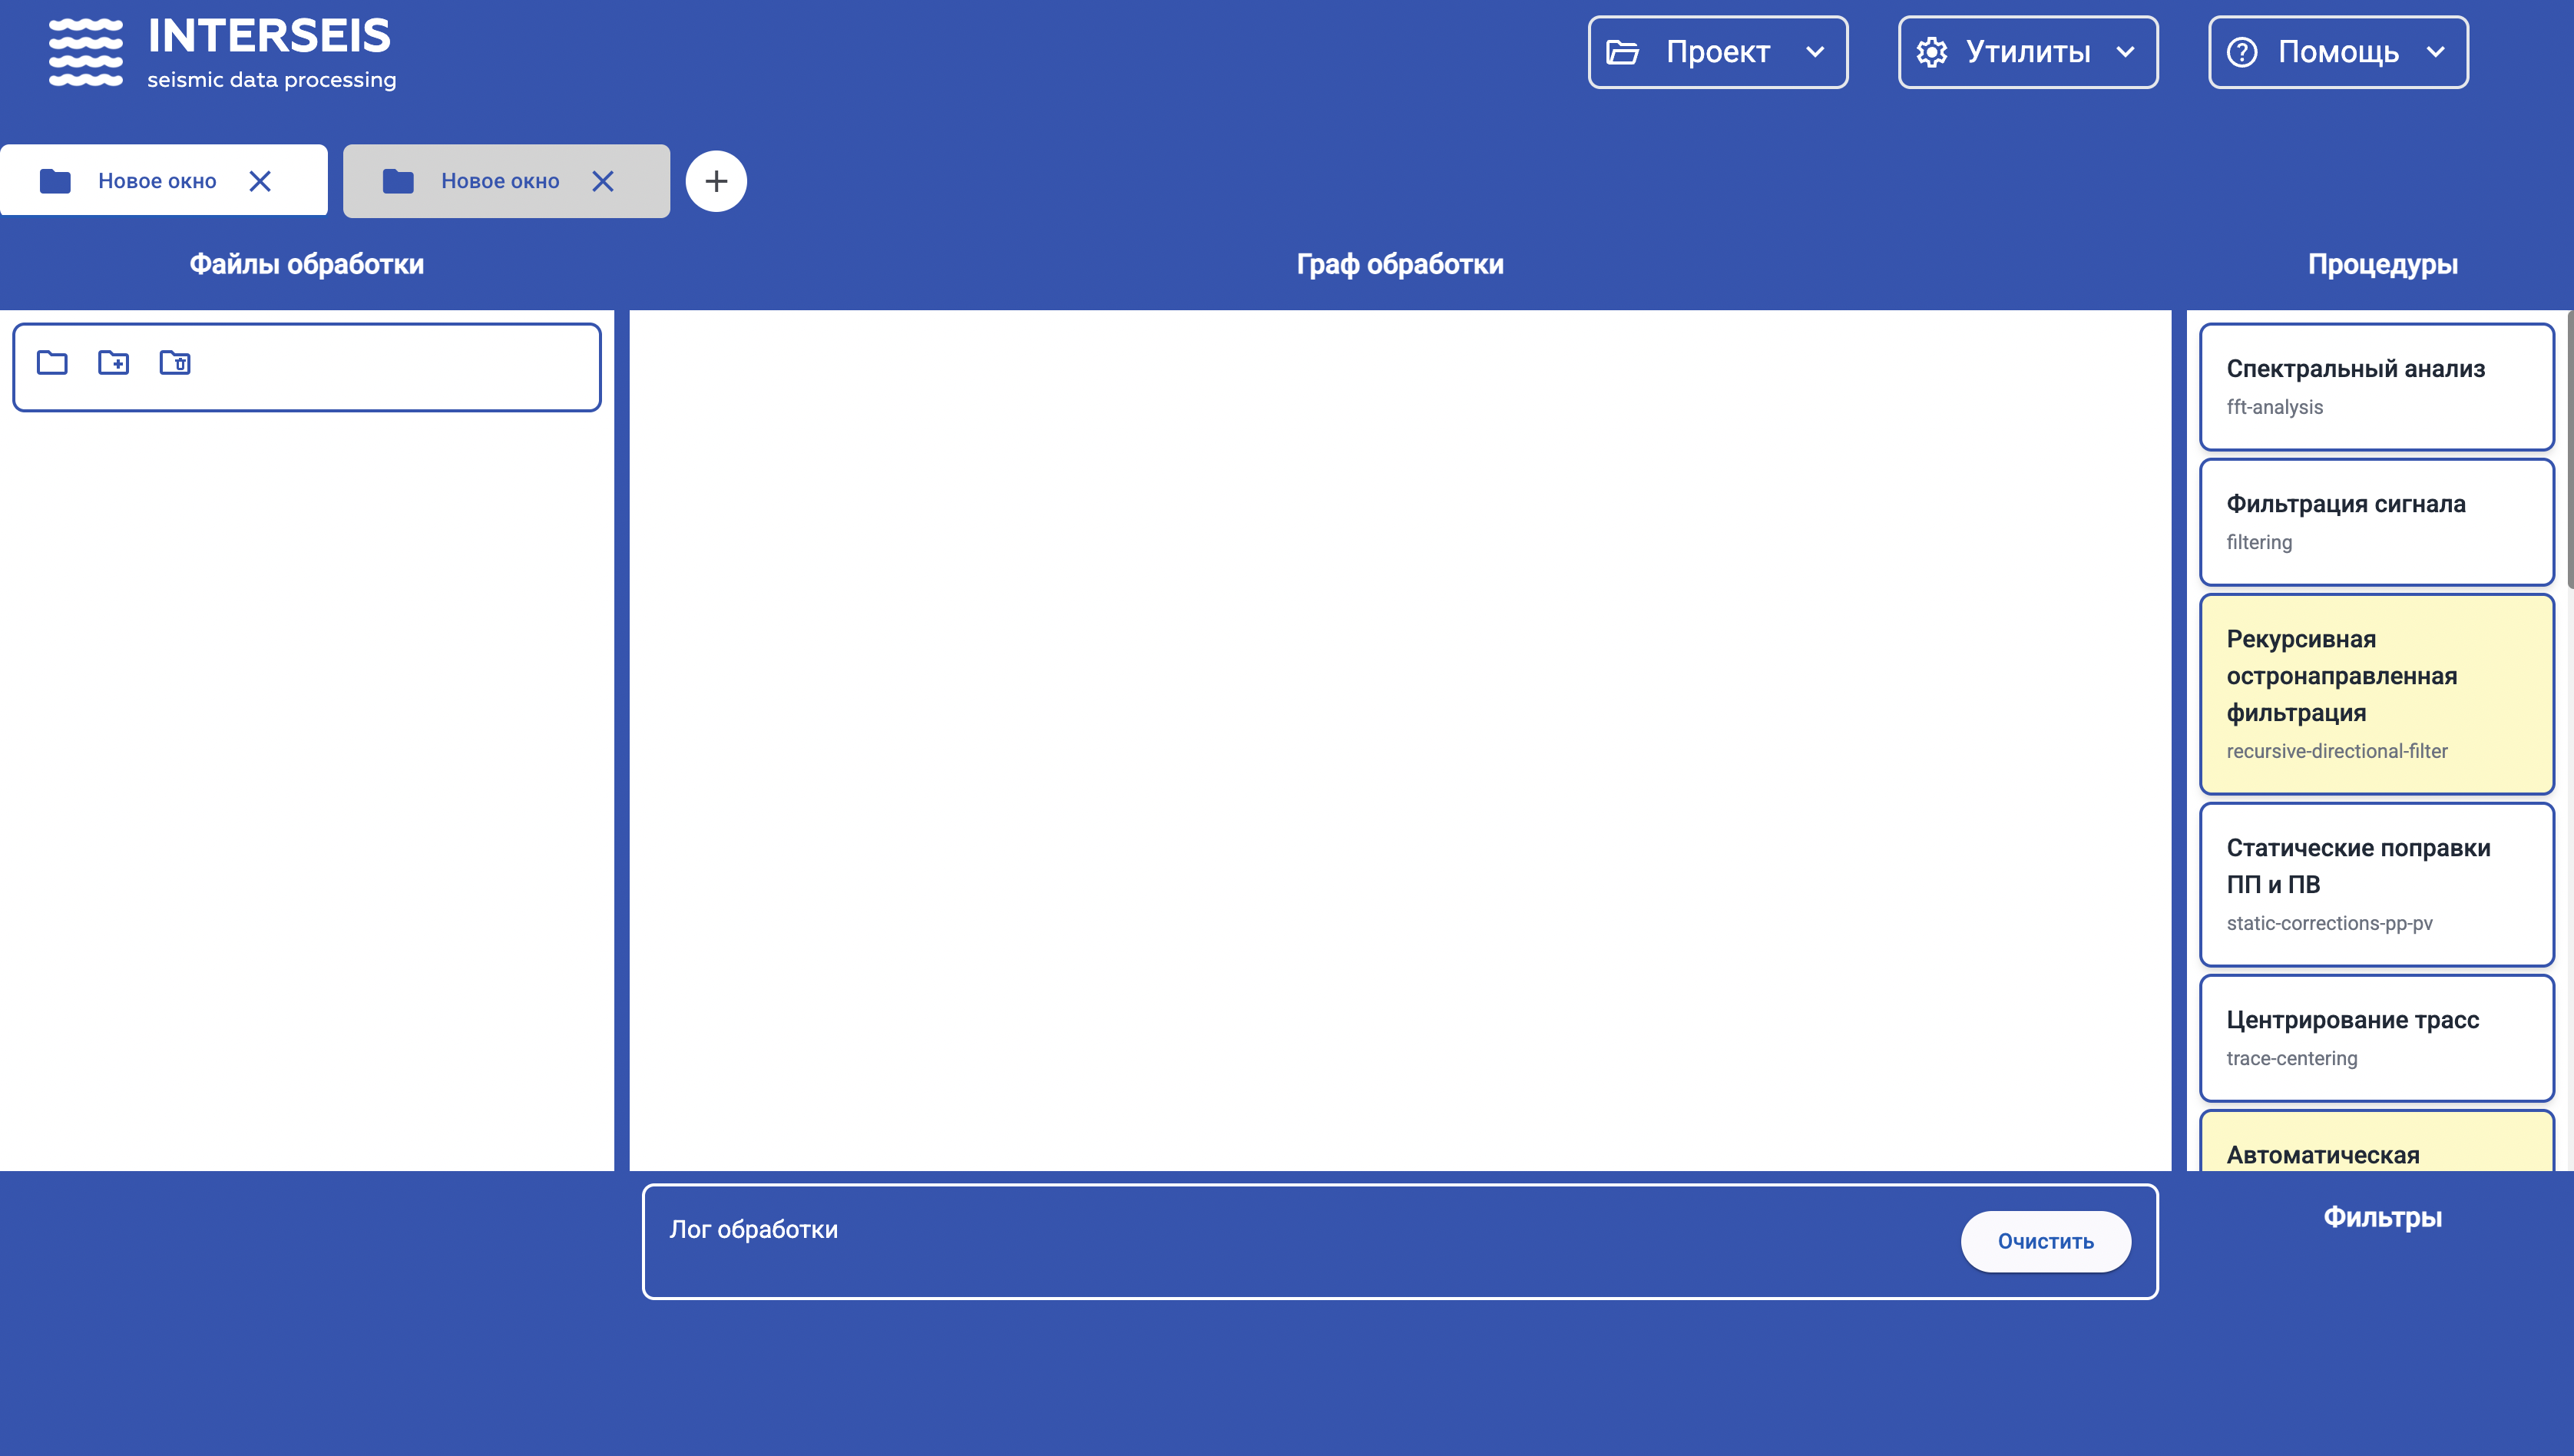 INTERSEIS
seismic data processing
Проект
Утилиты
Помощь
Новое окно
Новое окно
Файлы обработки
Граф обработки
Процедуры
Спектральный анализ
fft-analysis
Фильтрация сигнала
filtering
Рекурсивная
остронаправленная
фильтрация
recursive-directional-filter
Статические поправки
ПП и ПВ
static-corrections-pp-pv
Центрирование трасс
trace-centering
Автоматическая
Лог обработки
Очистить
Фильтры